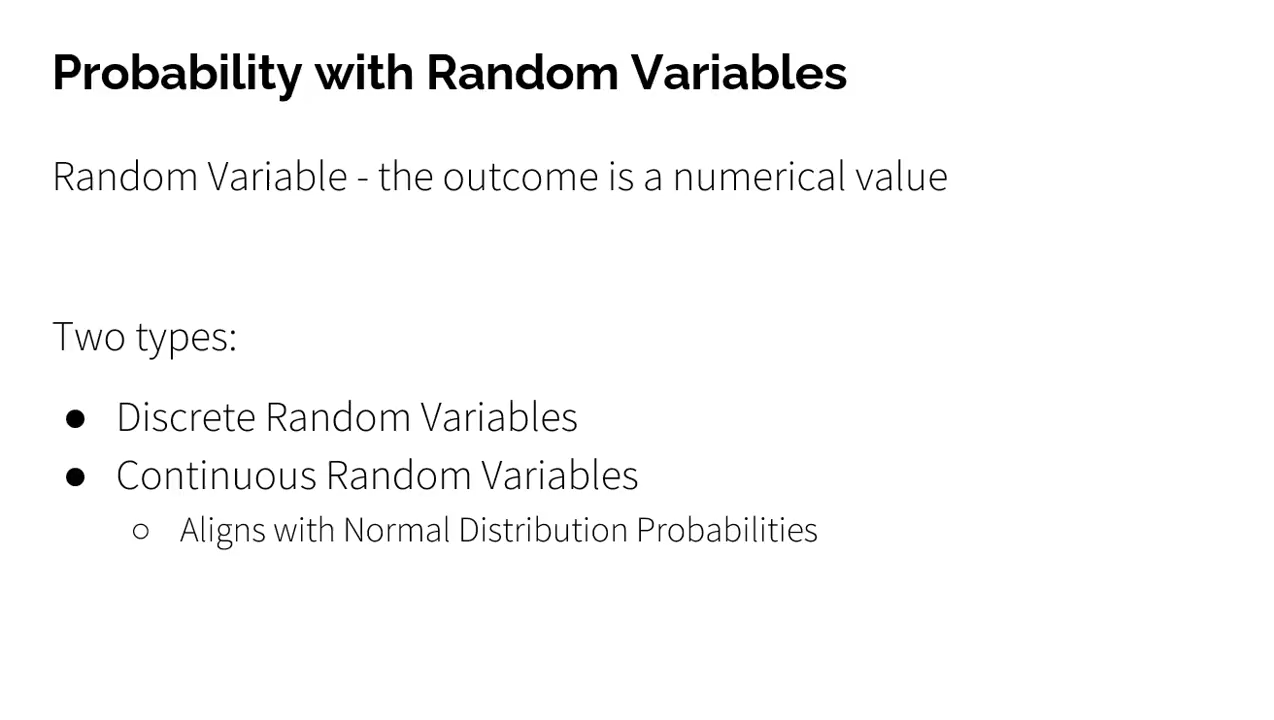 Probability with Random Variables
Random Variable - the outcome is a numerical value
Two types:
● Discrete Random Variables
● Continuous Random Variables
○ Aligns with Normal Distribution Probabilities